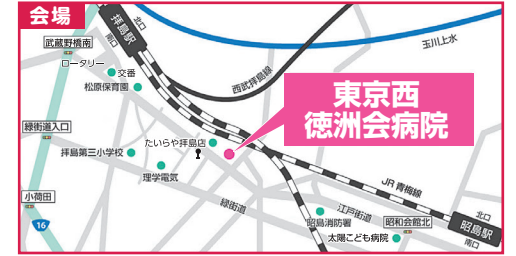 会場
拝島駅
北口
南口
武蔵野橋南
ロータリー
交番
松原保育園
西武拝島線
玉川上水
東京西
徳洲会病院
緑街道入口
たいらや拝島店
拝島第三小学校
理学電気
小荷田
緑街道
16
JR青梅線
江戸街道
昭島消防署
昭和会館北
太陽こども病院
昭島駅
北口
南口